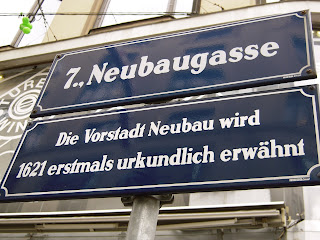 7., Neubaugasse
Die Vorstadt Neubau wird
1621 erstmals urkundlich erwähnt